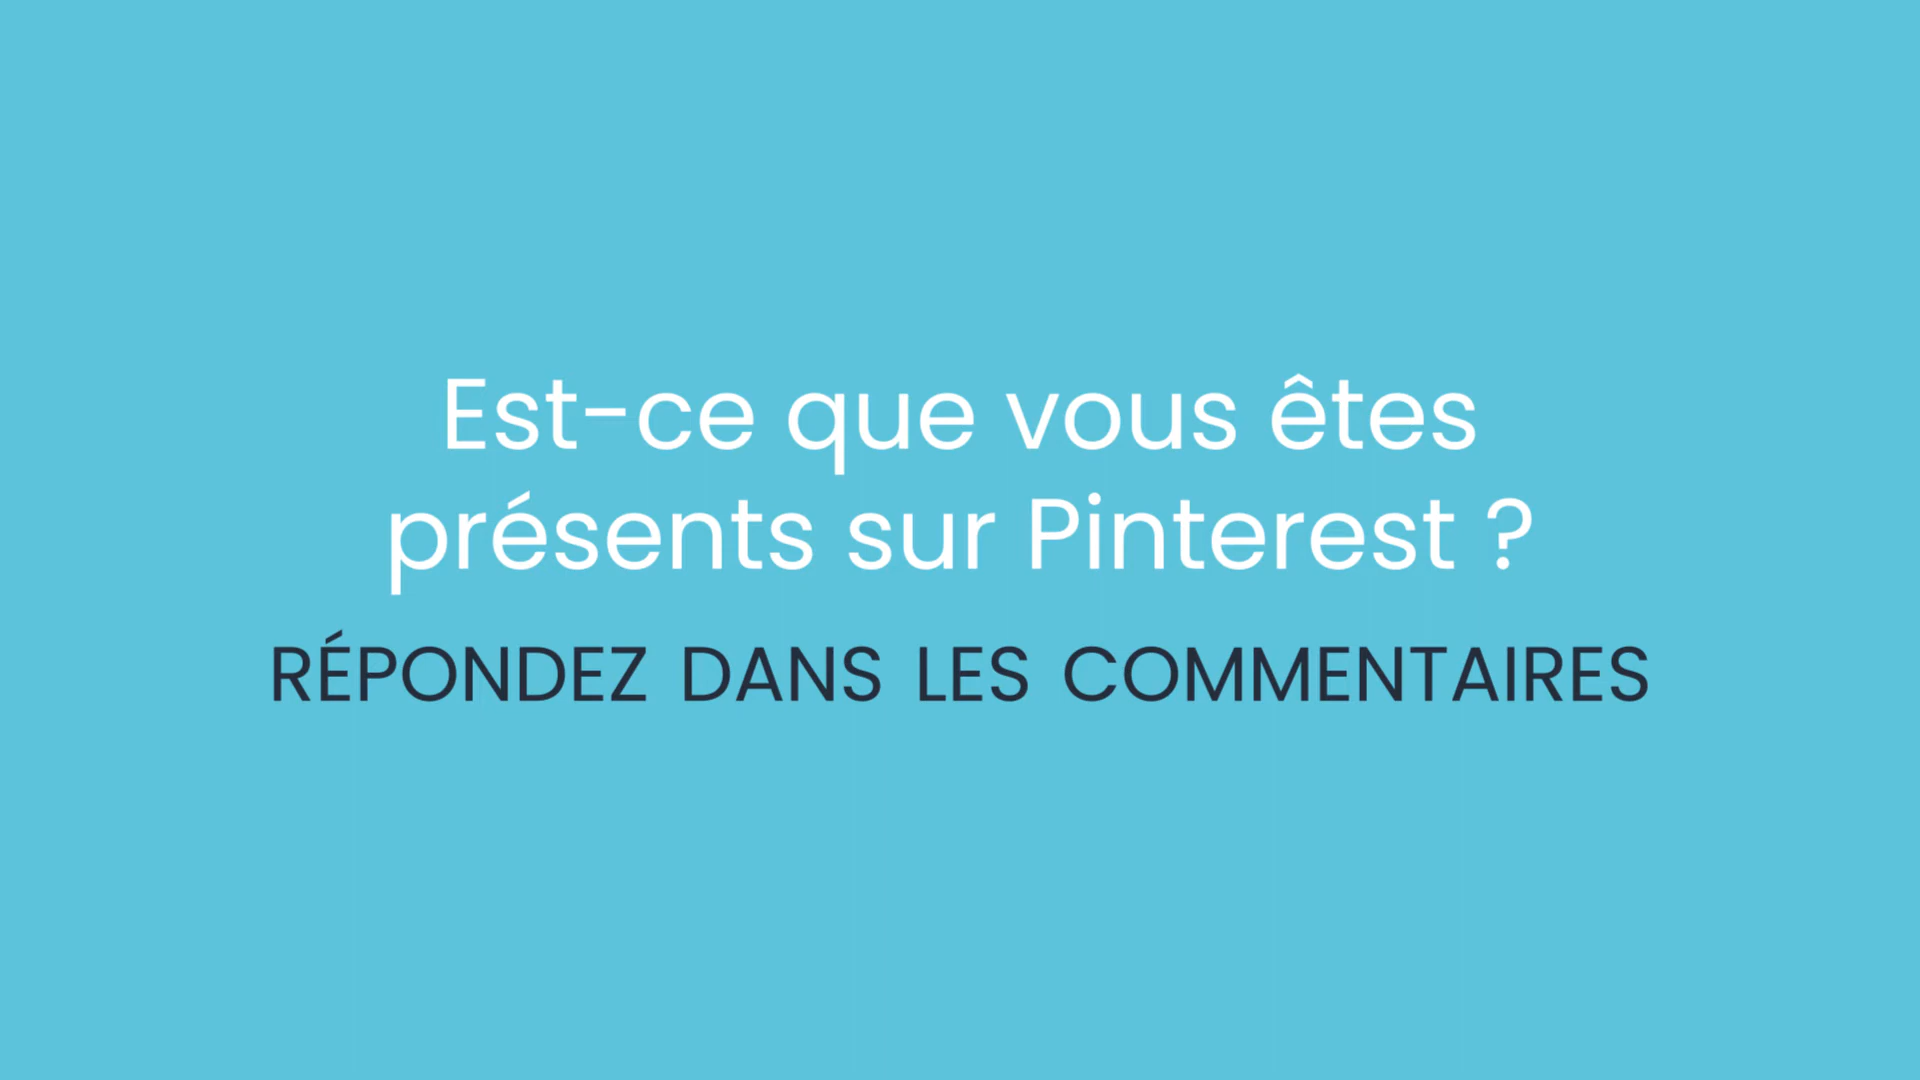 Est-ce que vous êtes
présents sur Pinterest ?
RÉPONDEZ DANS LES COMMENTAIRES